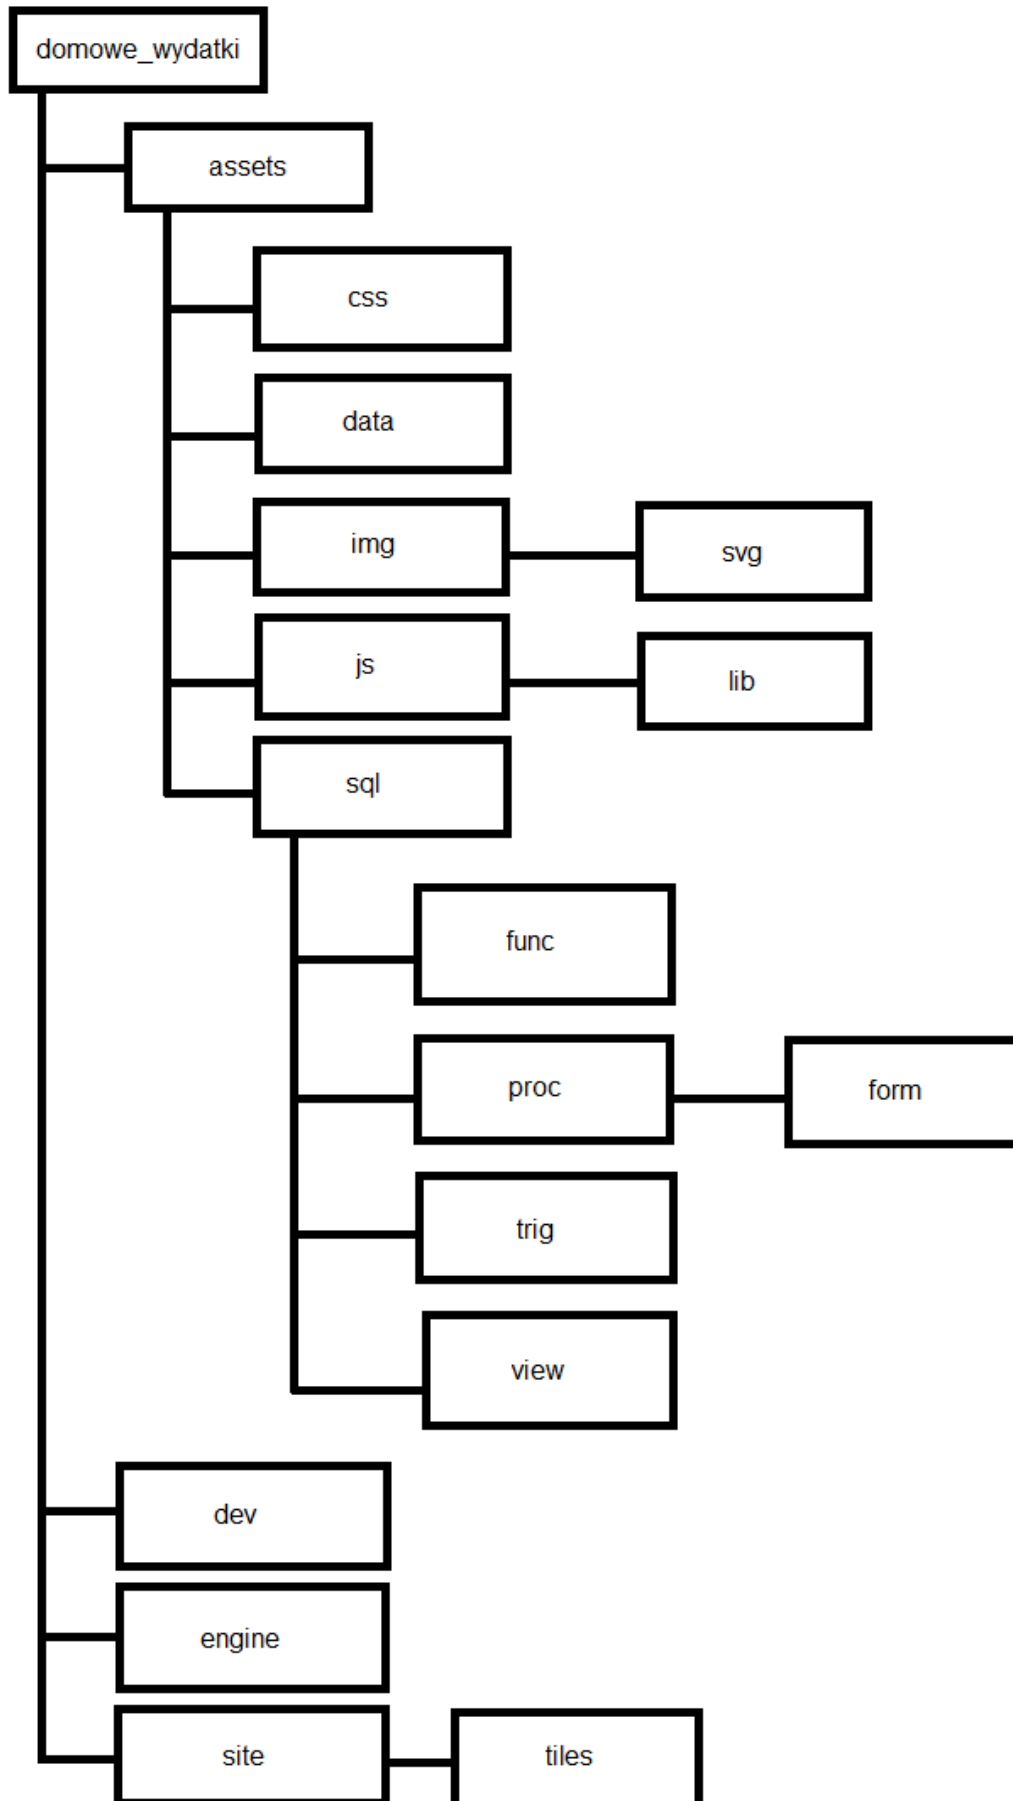 domowe_wydatki
assets
css
data
img
svg
js
lib
sql
func
proc
form
trig
view
dev
engine
site
tiles